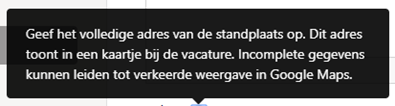 Geef het volledige adres van de standplaats op. Dit adres
toont in een kaartje bij de vacature. Incomplete gegevens
kunnen leiden tot verkeerde weergave in Google Maps.